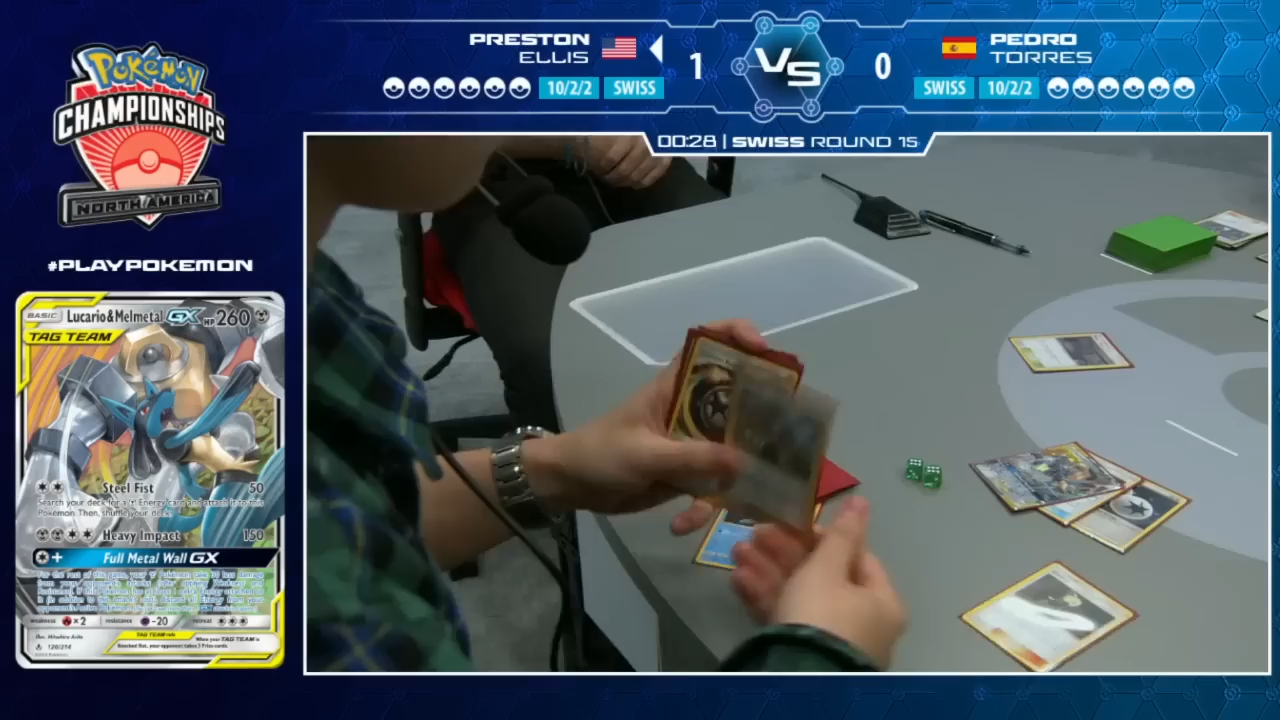 Pokémon
CHAMPIONSHIPS
NORTH AMERICA
#PLAYPOKEMON
PRESTON
ELLIS
10/2/2
SWISS
1
VS
0
PEDRO
TORRES
SWISS
10/2/2
00:28 | SWISS ROUND 15
BASIC Lucario&Melmetal GX HP260
TAG TEAM
Steel Fist 50
Search your deck for a Energy card and attach it to this
Pokémon. Then, shuffle your deck.
Heavy Impact 150
+ Full Metal Wall GX
weakness ×2 resistance -20 retreat